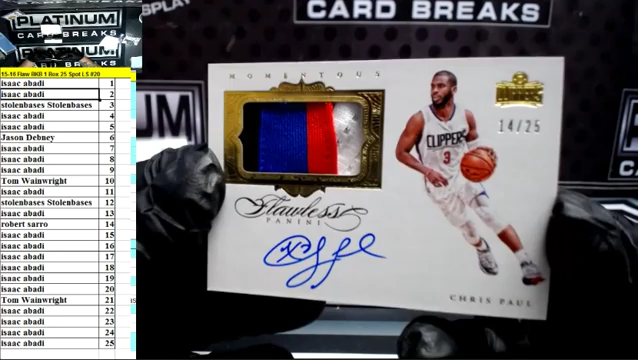 PLATINUM
CARD BREAKS
PLATINUM
CARD BREAKS
15-16 Flaw BKB 1 Box 25 Spot LS #20
isaac abadi 1
isaac abadi 2
stolenbases Stolenbases 3
isaac abadi 4
isaac abadi 5
Jason Debney 6
isaac abadi 7
isaac abadi 8
isaac abadi 9
Tom Wainwright 10
isaac abadi 11
stolenbases Stolenbases 12
isaac abadi 13
robert sarro 14
isaac abadi 15
isaac abadi 16
isaac abadi 17
isaac abadi 18
isaac abadi 19
isaac abadi 20
Tom Wainwright 21
isaac abadi 22
isaac abadi 23
isaac abadi 24
isaac abadi 25
CARD BREAKS
MOMENTOUS
14/25
CLIPPERS
3
Flawless
PANINI
CHRIS PAUL